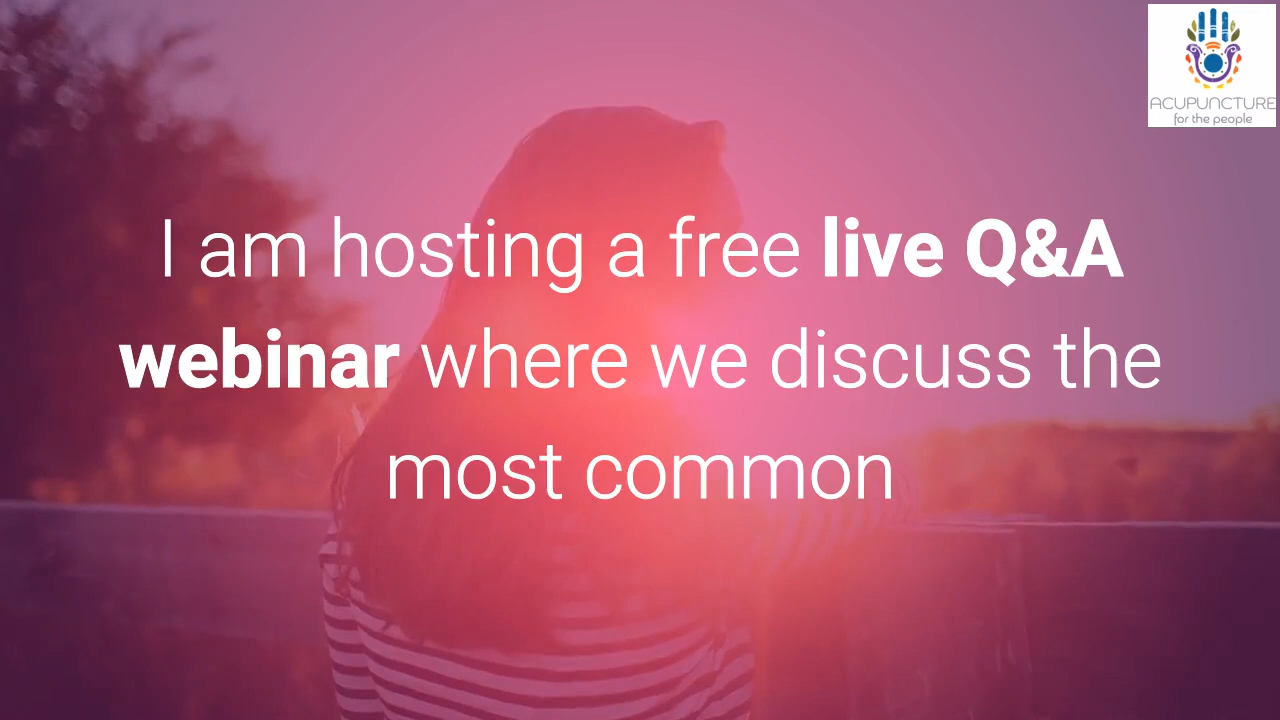 ACUPUNCTURE
for the people
I am hosting a free live Q&A
webinar where we discuss the
most common